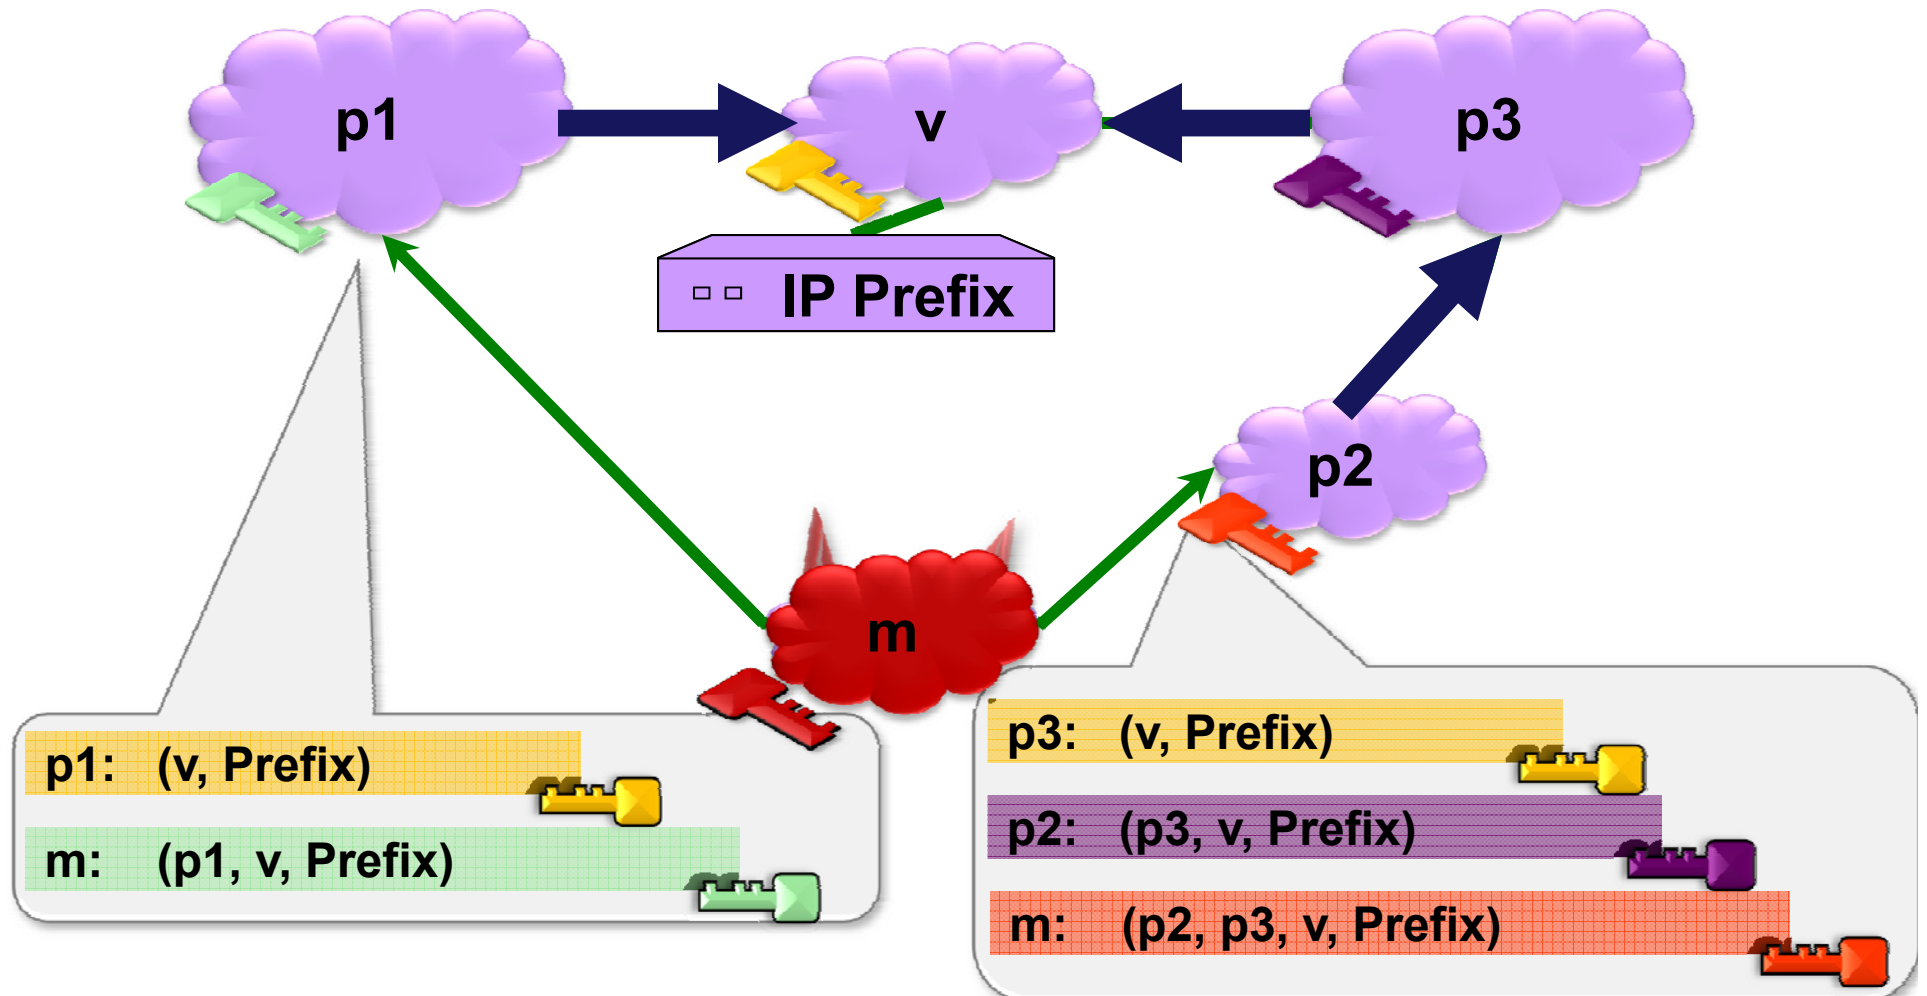 p1
v
p3
IP Prefix
p2
m
p1: (v, Prefix)
m: (p1, v, Prefix)
p3: (v, Prefix)
p2: (p3, v, Prefix)
m: (p2, p3, v, Prefix)